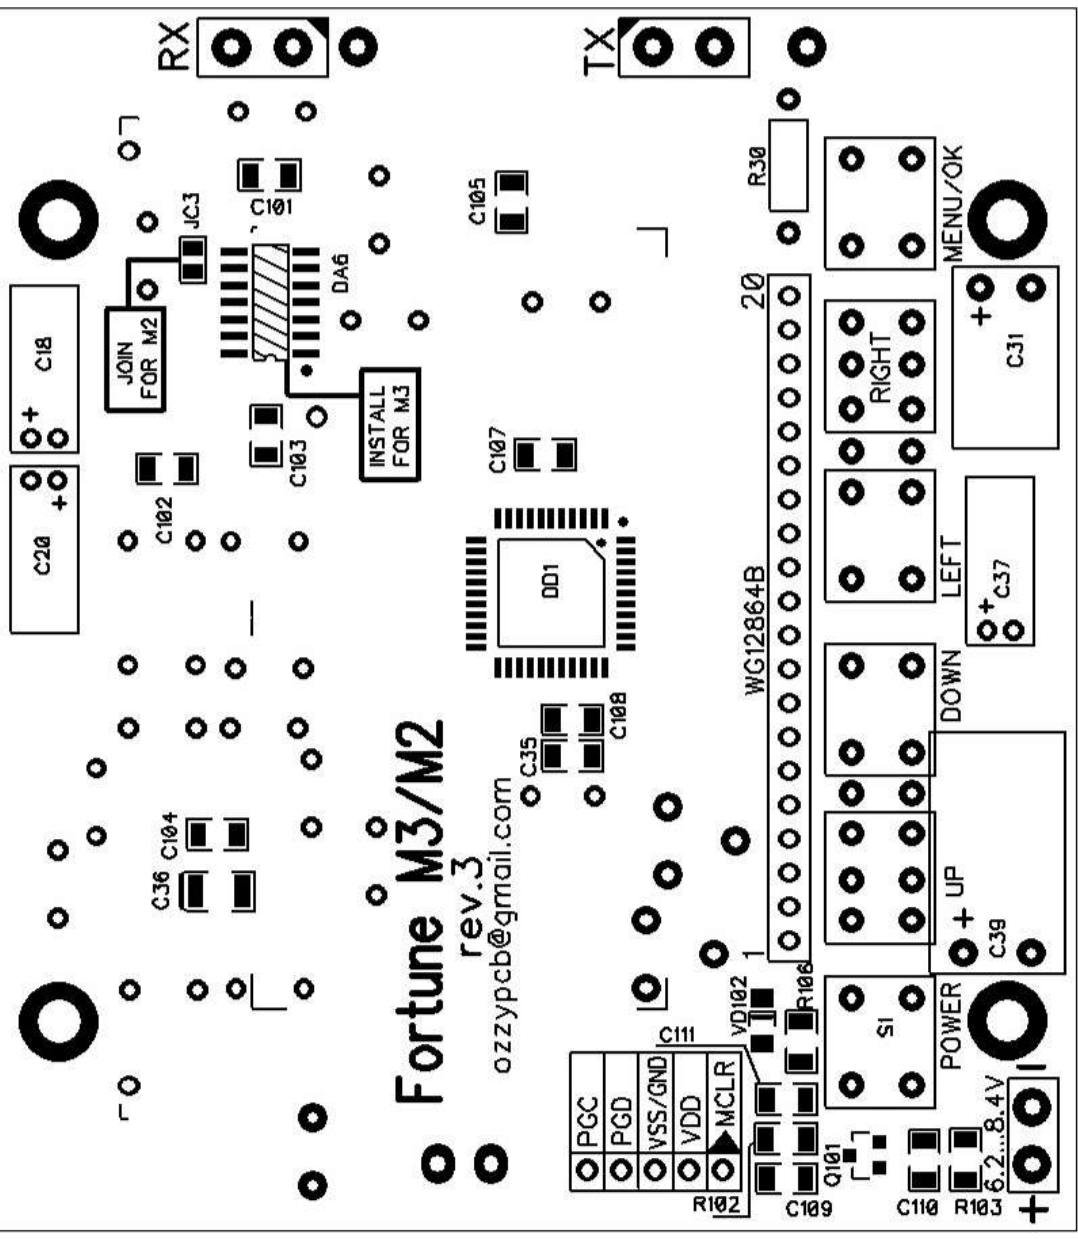 RX
TX
R30
MENU/OK
C101
JC3
C105
DA6
20
C18
JOIN
FOR M2
RIGHT
C31
+
+
INSTALL
FOR M3
C103
C107
C102
+
C20
DD1
WG12864B
LEFT
C37
+
DOWN
C108
C35
C104
C36
Fortune M3/M2
rev.3
ozzypcb@gmail.com
UP
+
C39
1
VD102
R106
C111
S1
POWER
PGC
PGD
VSS/GND
VDD
MCLR
R102
C109
Q101
C110
R103
6.2...8.4V
+
-